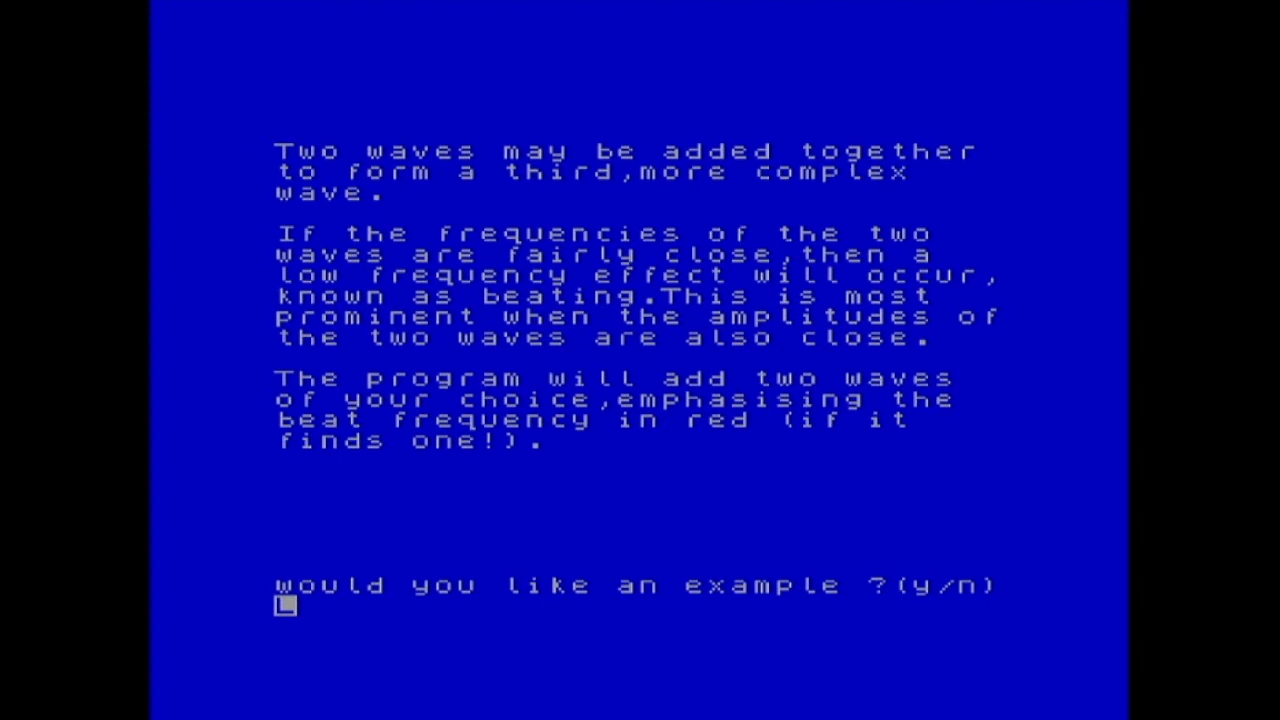 Two waves may be added together
to form a third,more complex
wave.
If the frequencies of the two
waves are fairly close,then a
low frequency effect will occur,
known as beating.This is most
prominent when the amplitudes of
the two waves are also close.
The program will add two waves
of your choice,emphasising the
beat frequency in red (if it
finds one!).
would you like an example ?(y/n)
L